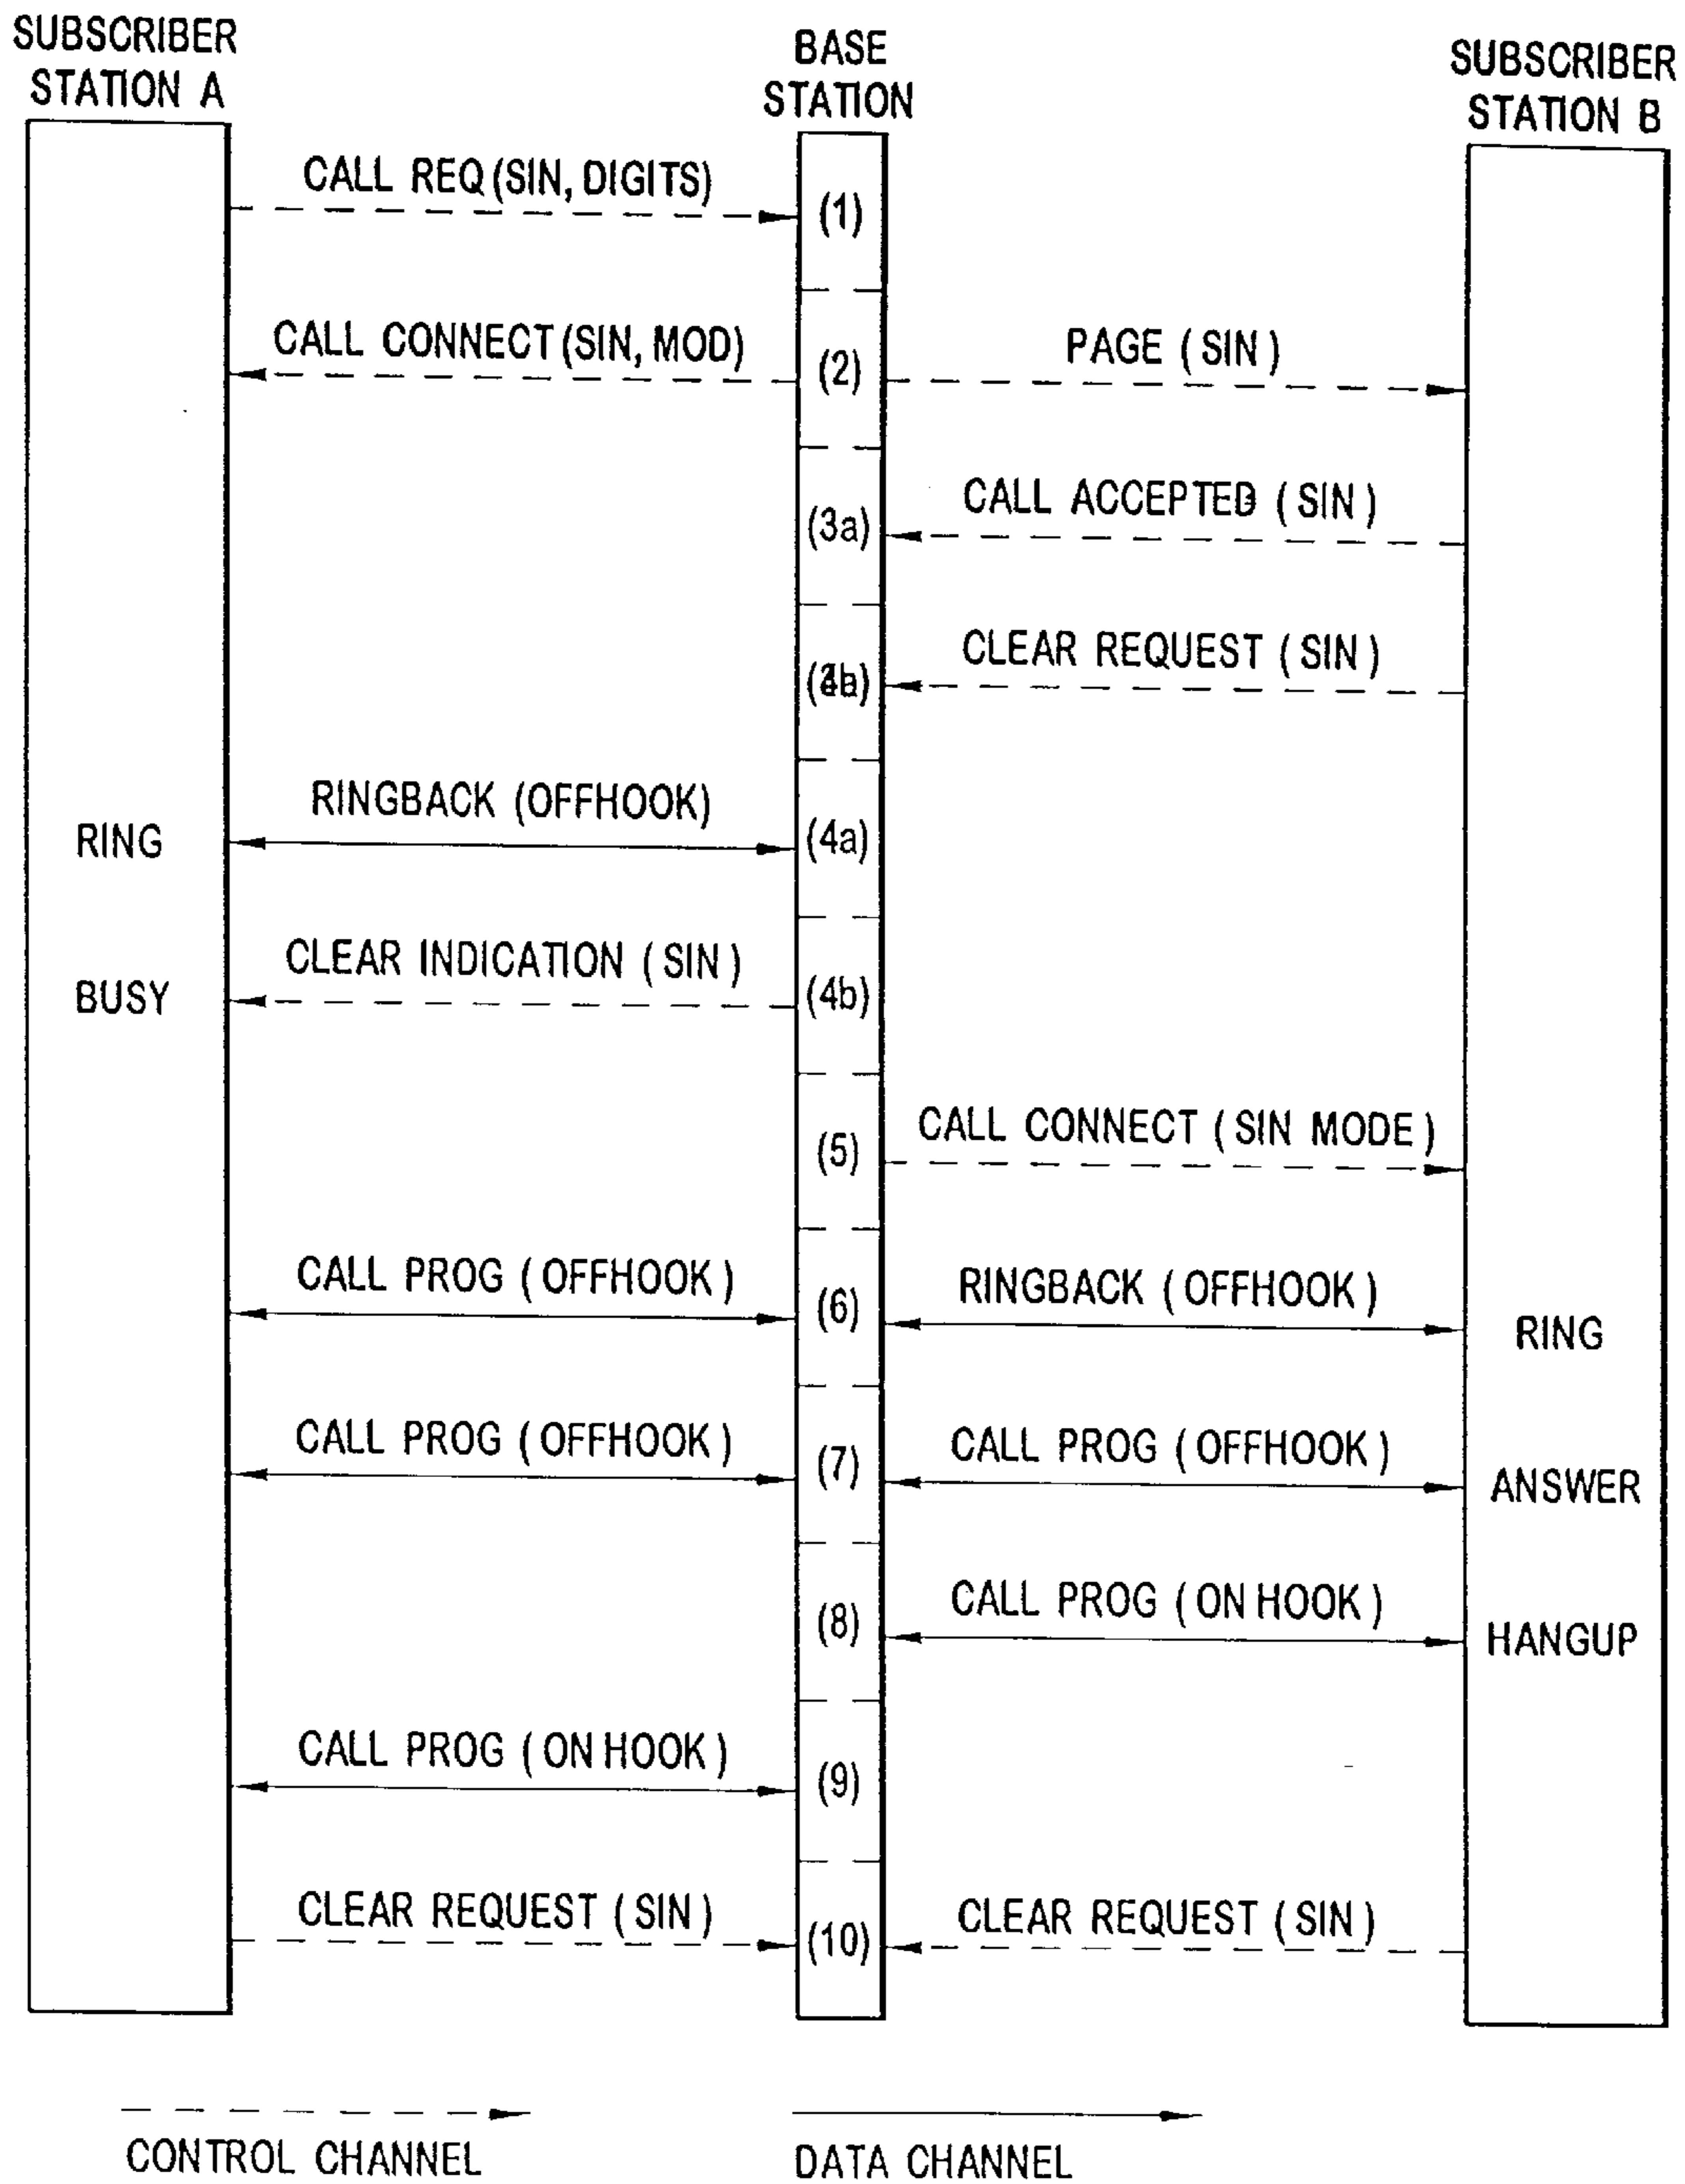 SUBSCRIBER
STATION A
BASE
STATION
SUBSCRIBER
STATION B
CALL REQ (SIN, DIGITS)
(1)
CALL CONNECT (SIN, MOD)
(2)
PAGE (SIN)
(3a)
CALL ACCEPTED (SIN)
CLEAR REQUEST (SIN)
RING
RINGBACK (OFFHOOK)
(4a)
BUSY
CLEAR INDICATION (SIN)
(4b)
(5)
CALL CONNECT (SIN MODE)
CALL PROG (OFFHOOK)
(6)
RINGBACK (OFFHOOK)
RING
CALL PROG (OFFHOOK)
(7)
CALL PROG (OFFHOOK)
ANSWER
(8)
CALL PROG (ON HOOK)
HANGUP
CALL PROG (ON HOOK)
(9)
CLEAR REQUEST (SIN)
(10)
CLEAR REQUEST (SIN)
CONTROL CHANNEL
DATA CHANNEL